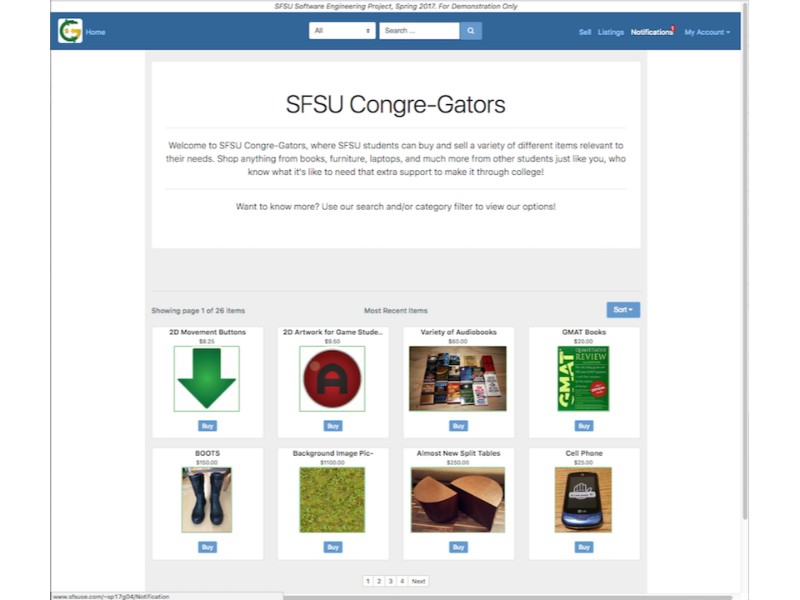 SFSU Software Engineering Project, Spring 2017. For Demonstration Only
Home
All
Search ...
Sell
Listings
Notifications
My Account
SFSU Congre-Gators
Welcome to SFSU Congre-Gators, where SFSU students can buy and sell a variety of different items relevant to
their needs. Shop anything from books, furniture, laptops, and much more from other students just like you, who
know what it's like to need that extra support to make it through college!
Want to know more? Use our search and/or category filter to view our options!
Showing page 1 of 26 items
Most Recent Items
Sort
2D Movement Buttons
2D Artwork for Game Stude..
Variety of Audiobooks
GMAT Books
$9.25
$9.50
$60.00
$20.00
A
GMAT
QUANTITATIVE
REVIEW
Buy
Buy
Buy
Buy
BOOTS
Background Image Pic-
Almost New Split Tables
Cell Phone
$150.00
$1100.00
$250.00
$25.00
LG
Buy
Buy
Buy
Buy
1 2 3 4 Next
www.sfsuse.com/~sp17g04/Notification